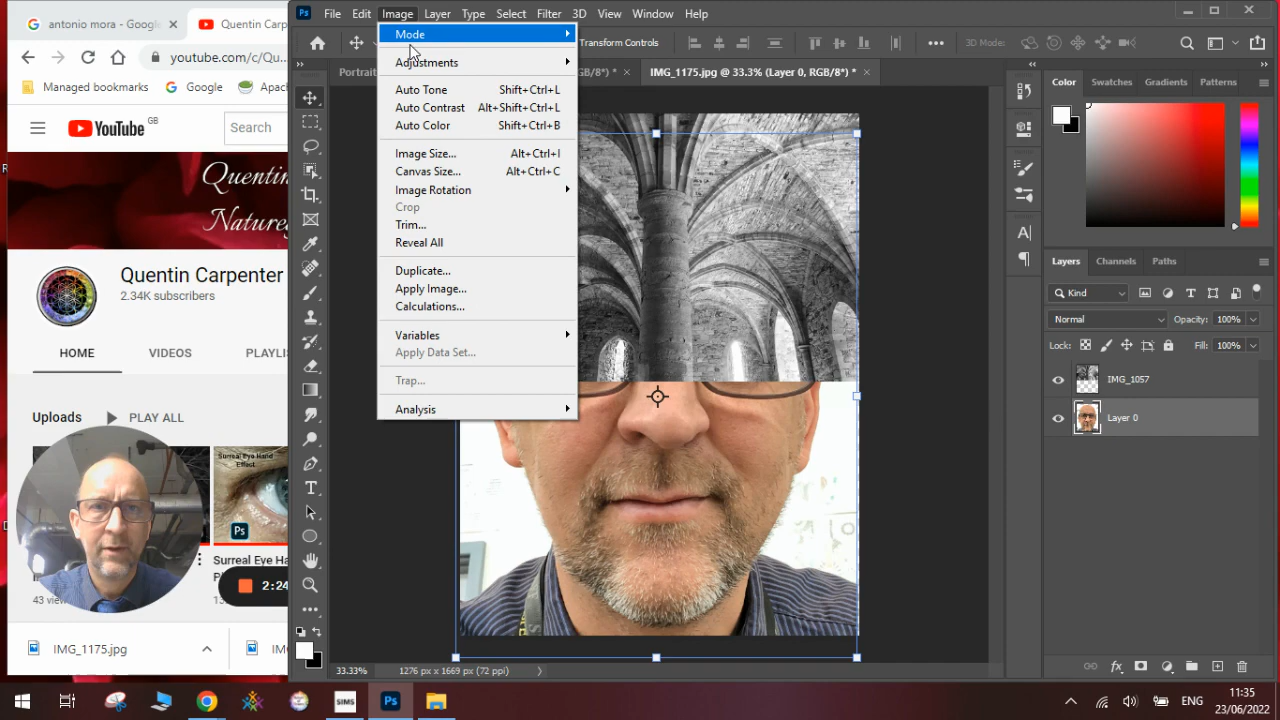 antonio mora - Google
Quentin Carp
youtube.com/c/Qu...
Managed bookmarks
Google
Apache
YouTube
GB
Search
Quentin
Nature
Quentin Carpenter
2.34K subscribers
HOME
VIDEOS
PLAYLI
Uploads
PLAY ALL
Surreal Eye Hand
Effect
Ps
43 view
Surreal Eye Hand
2:24
IMG_1175.jpg
Ps
File
Edit
Image
Layer
Type
Select
Filter
3D
View
Window
Help
Transform Controls
3D Mode:
Portrait
GB/8*) *
IMG_1175.jpg @ 33.3% (Layer 0, RGB/8*) *
Mode
Adjustments
Auto Tone Shift+Ctrl+L
Auto Contrast Alt+Shift+Ctrl+L
Auto Color Shift+Ctrl+B
Image Size... Alt+Ctrl+I
Canvas Size... Alt+Ctrl+C
Image Rotation
Crop
Trim...
Reveal All
Duplicate...
Apply Image...
Calculations...
Variables
Apply Data Set...
Trap...
Analysis
Color
Swatches
Gradients
Patterns
Layers
Channels
Paths
Kind
Normal
Opacity: 100%
Lock:
Fill: 100%
IMG_1057
Layer 0
33.33%
1276 px x 1669 px (72 ppi)
SIMS
Ps
ENG
11:35
23/06/2022